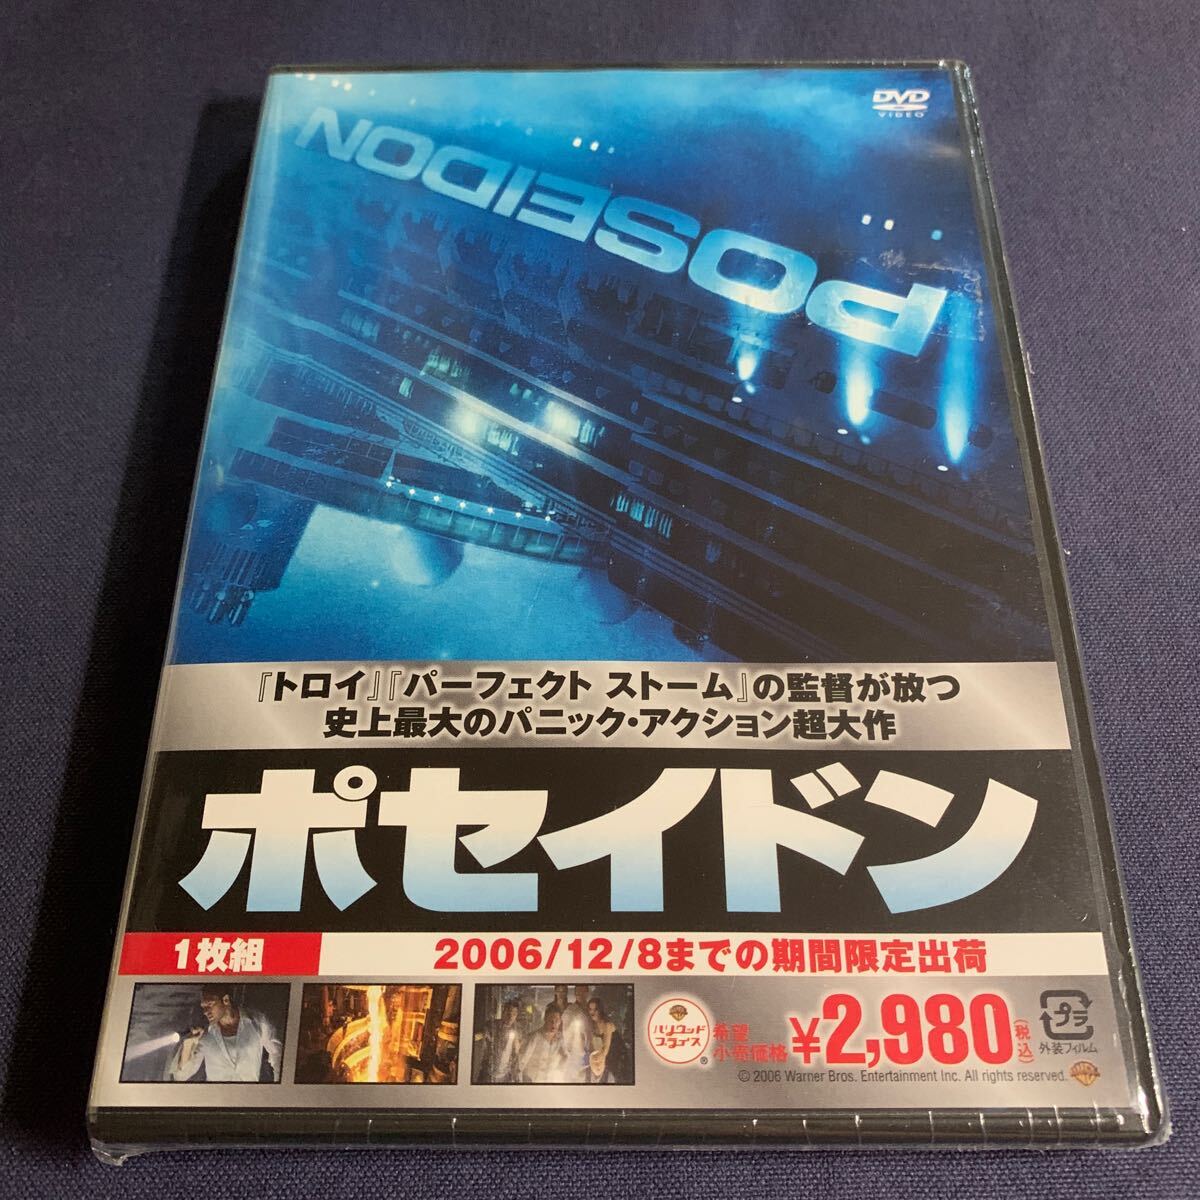 DVD
VIDEO
POSEIDON
『トロイ』『パーフェクト ストーム』の監督が放つ
史上最大のパニック・アクション超大作
ポセイドン
1枚組
2006/12/8までの期間限定出荷
ハリウッド
プライス
®
希望
小売価格
¥2,980
(税込)
プラ
外装フィルム
© 2006 Warner Bros. Entertainment Inc. All rights reserved.